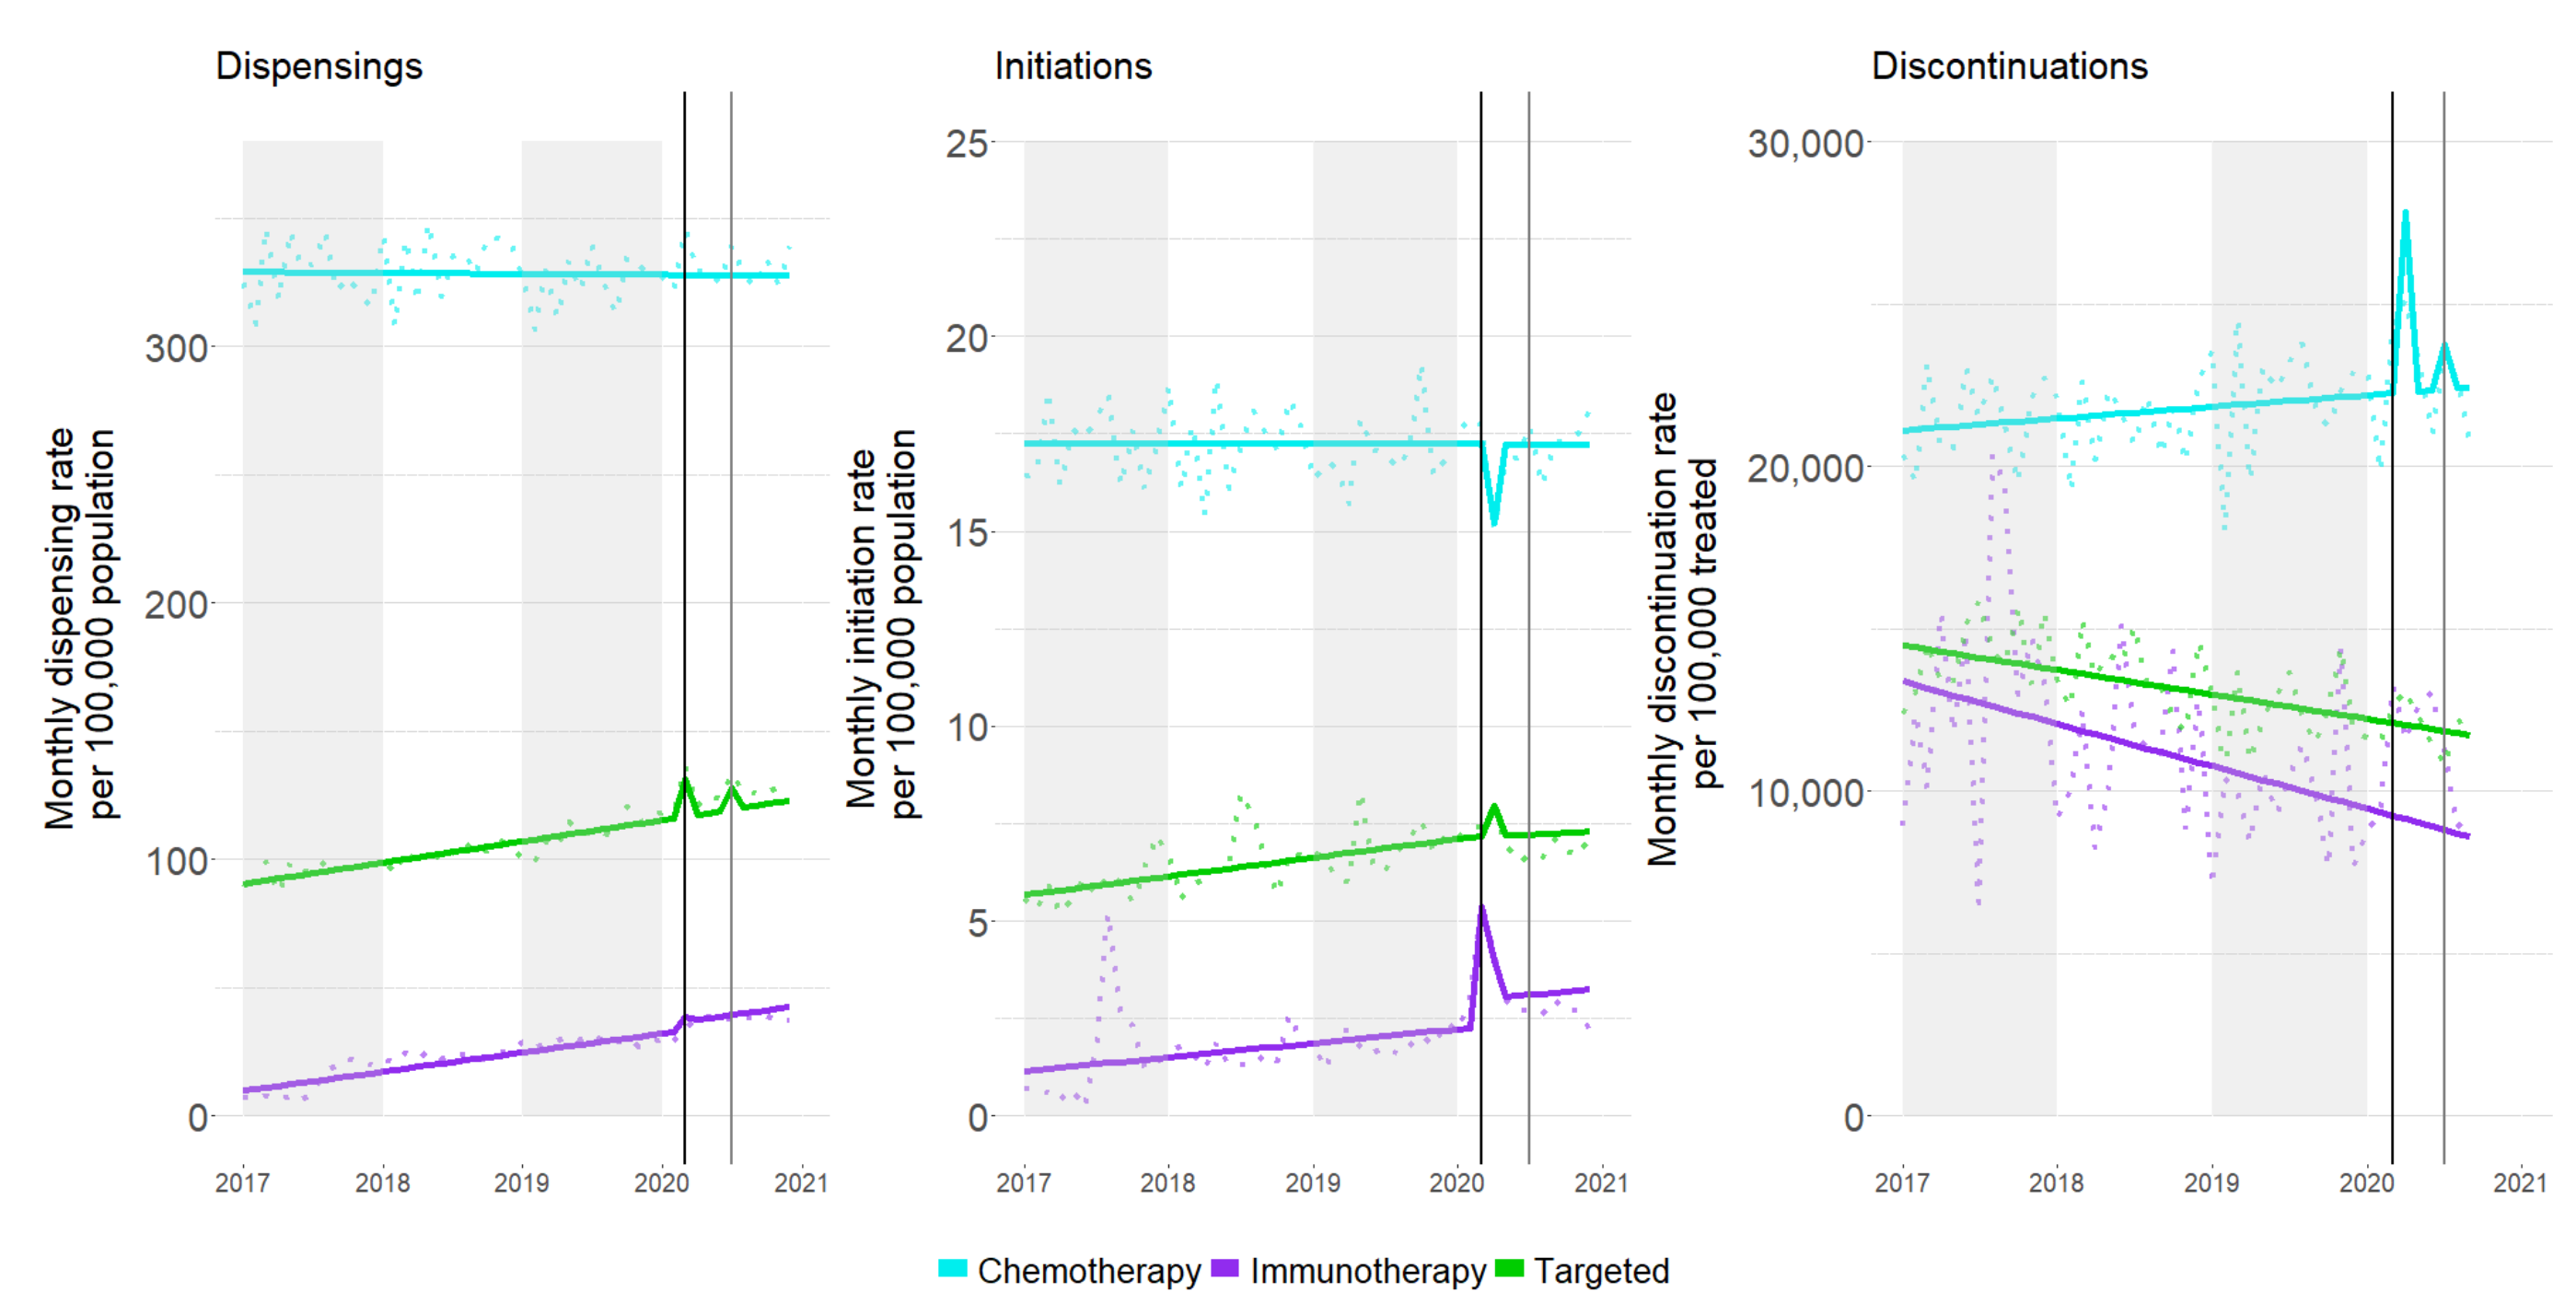 Dispensings
Monthly dispensing rate
per 100,000 population
300
200
100
0
2017 2018 2019 2020 2021
Initiations
Monthly initiation rate
per 100,000 population
25
20
15
10
5
0
2017 2018 2019 2020 2021
Discontinuations
Monthly discontinuation rate
per 100,000 treated
30,000
20,000
10,000
0
2017 2018 2019 2020 2021
Chemotherapy Immunotherapy Targeted